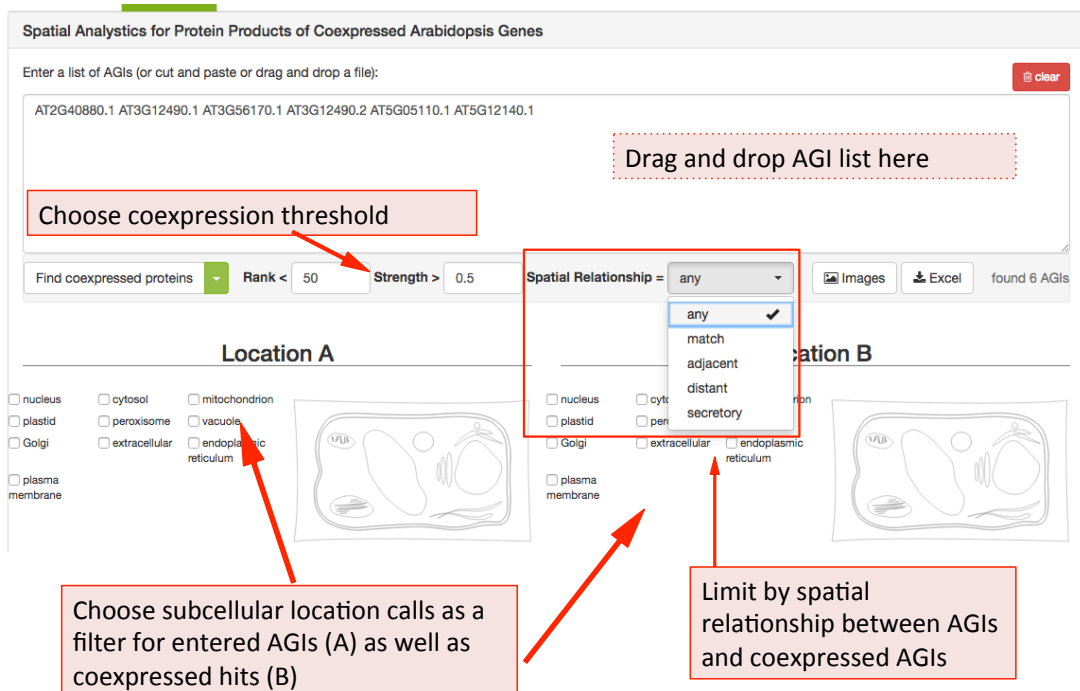 Spatial Analystics for Protein Products of Coexpressed Arabidopsis Genes
Enter a list of AGIs (or cut and paste or drag and drop a file):
clear
AT2G40880.1 AT3G12490.1 AT3G56170.1 AT3G12490.2 AT5G05110.1 AT5G12140.1
Drag and drop AGI list here
Choose coexpression threshold
Find coexpressed proteins Rank < 50 Strength > 0.5 Spatial Relationship = any Images Excel found 6 AGIs
any
match
adjacent
distant
secretory
Location A
nucleus cytosol mitochondrion
plastid peroxisome vacuole
Golgi extracellular endoplasmic
reticulum
plasma
membrane
cation B
nucleus cyto on
plastid per
Golgi extracellular endoplasmic
reticulum
plasma
membrane
Choose subcellular location calls as a
filter for entered AGIs (A) as well as
coexpressed hits (B)
Limit by spatial
relationship between AGIs
and coexpressed AGIs